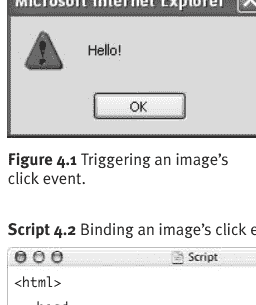 Microsoft Internet Explorer
Hello!
OK
Figure 4.1 Triggering an image's
click event.
Script 4.2 Binding an image's click e
Script
<html>